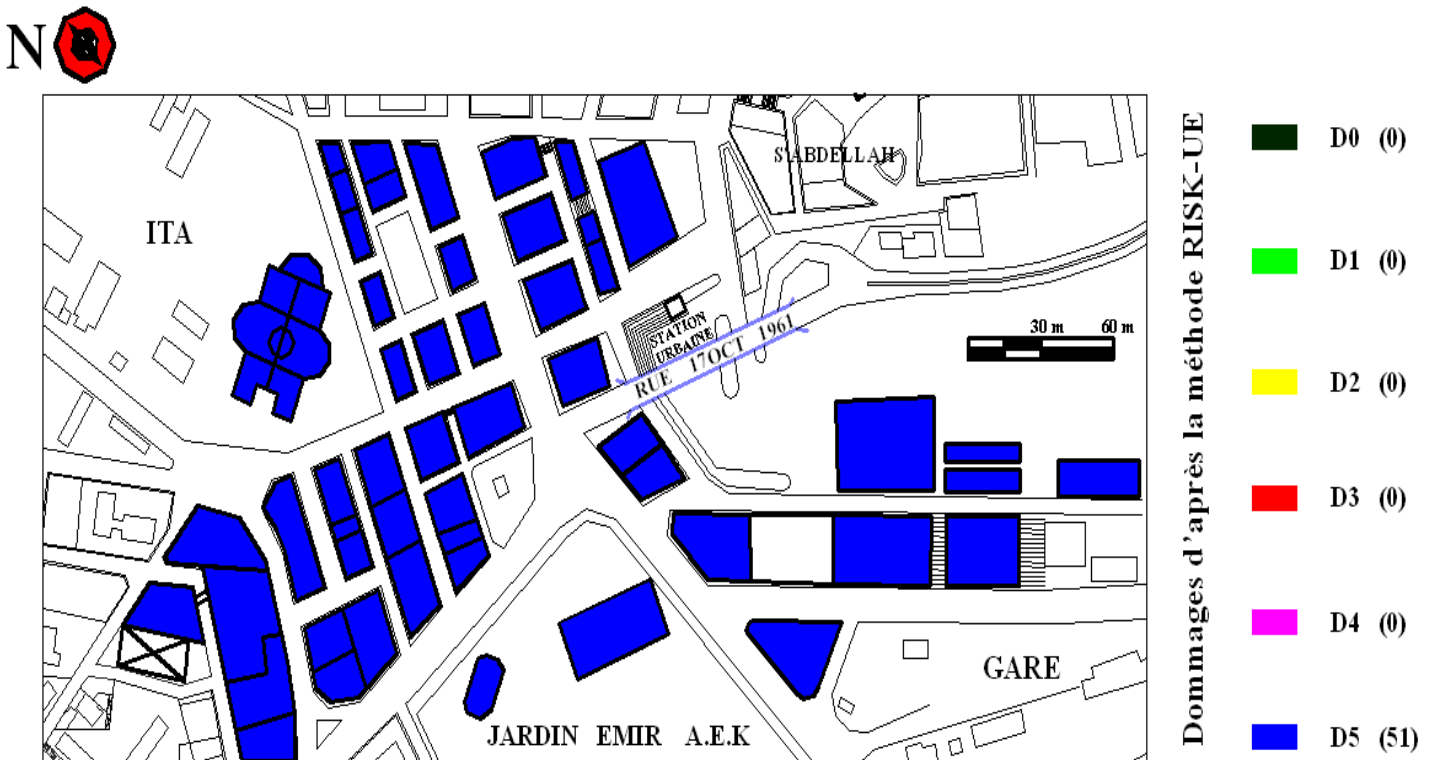 N
S'ABDELLAH
ITA
STATION
URBAINE
RUE 17OCT 1961
30 m 60 m
GARE
JARDIN EMIR A.E.K
Dommages d'après la méthode RISK-UE
D0 (0)
D1 (0)
D2 (0)
D3 (0)
D4 (0)
D5 (51)